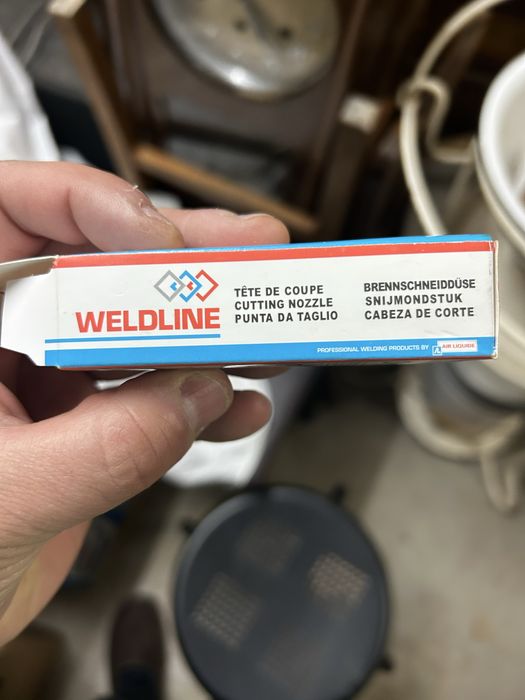 WELDLINE
TÊTE DE COUPE
CUTTING NOZZLE
PUNTA DA TAGLIO
BRENNSCHNEIDDÜSE
SNIJMONDSTUK
CABEZA DE CORTE
PROFESSIONAL WELDING PRODUCTS BY AIR LIQUIDE